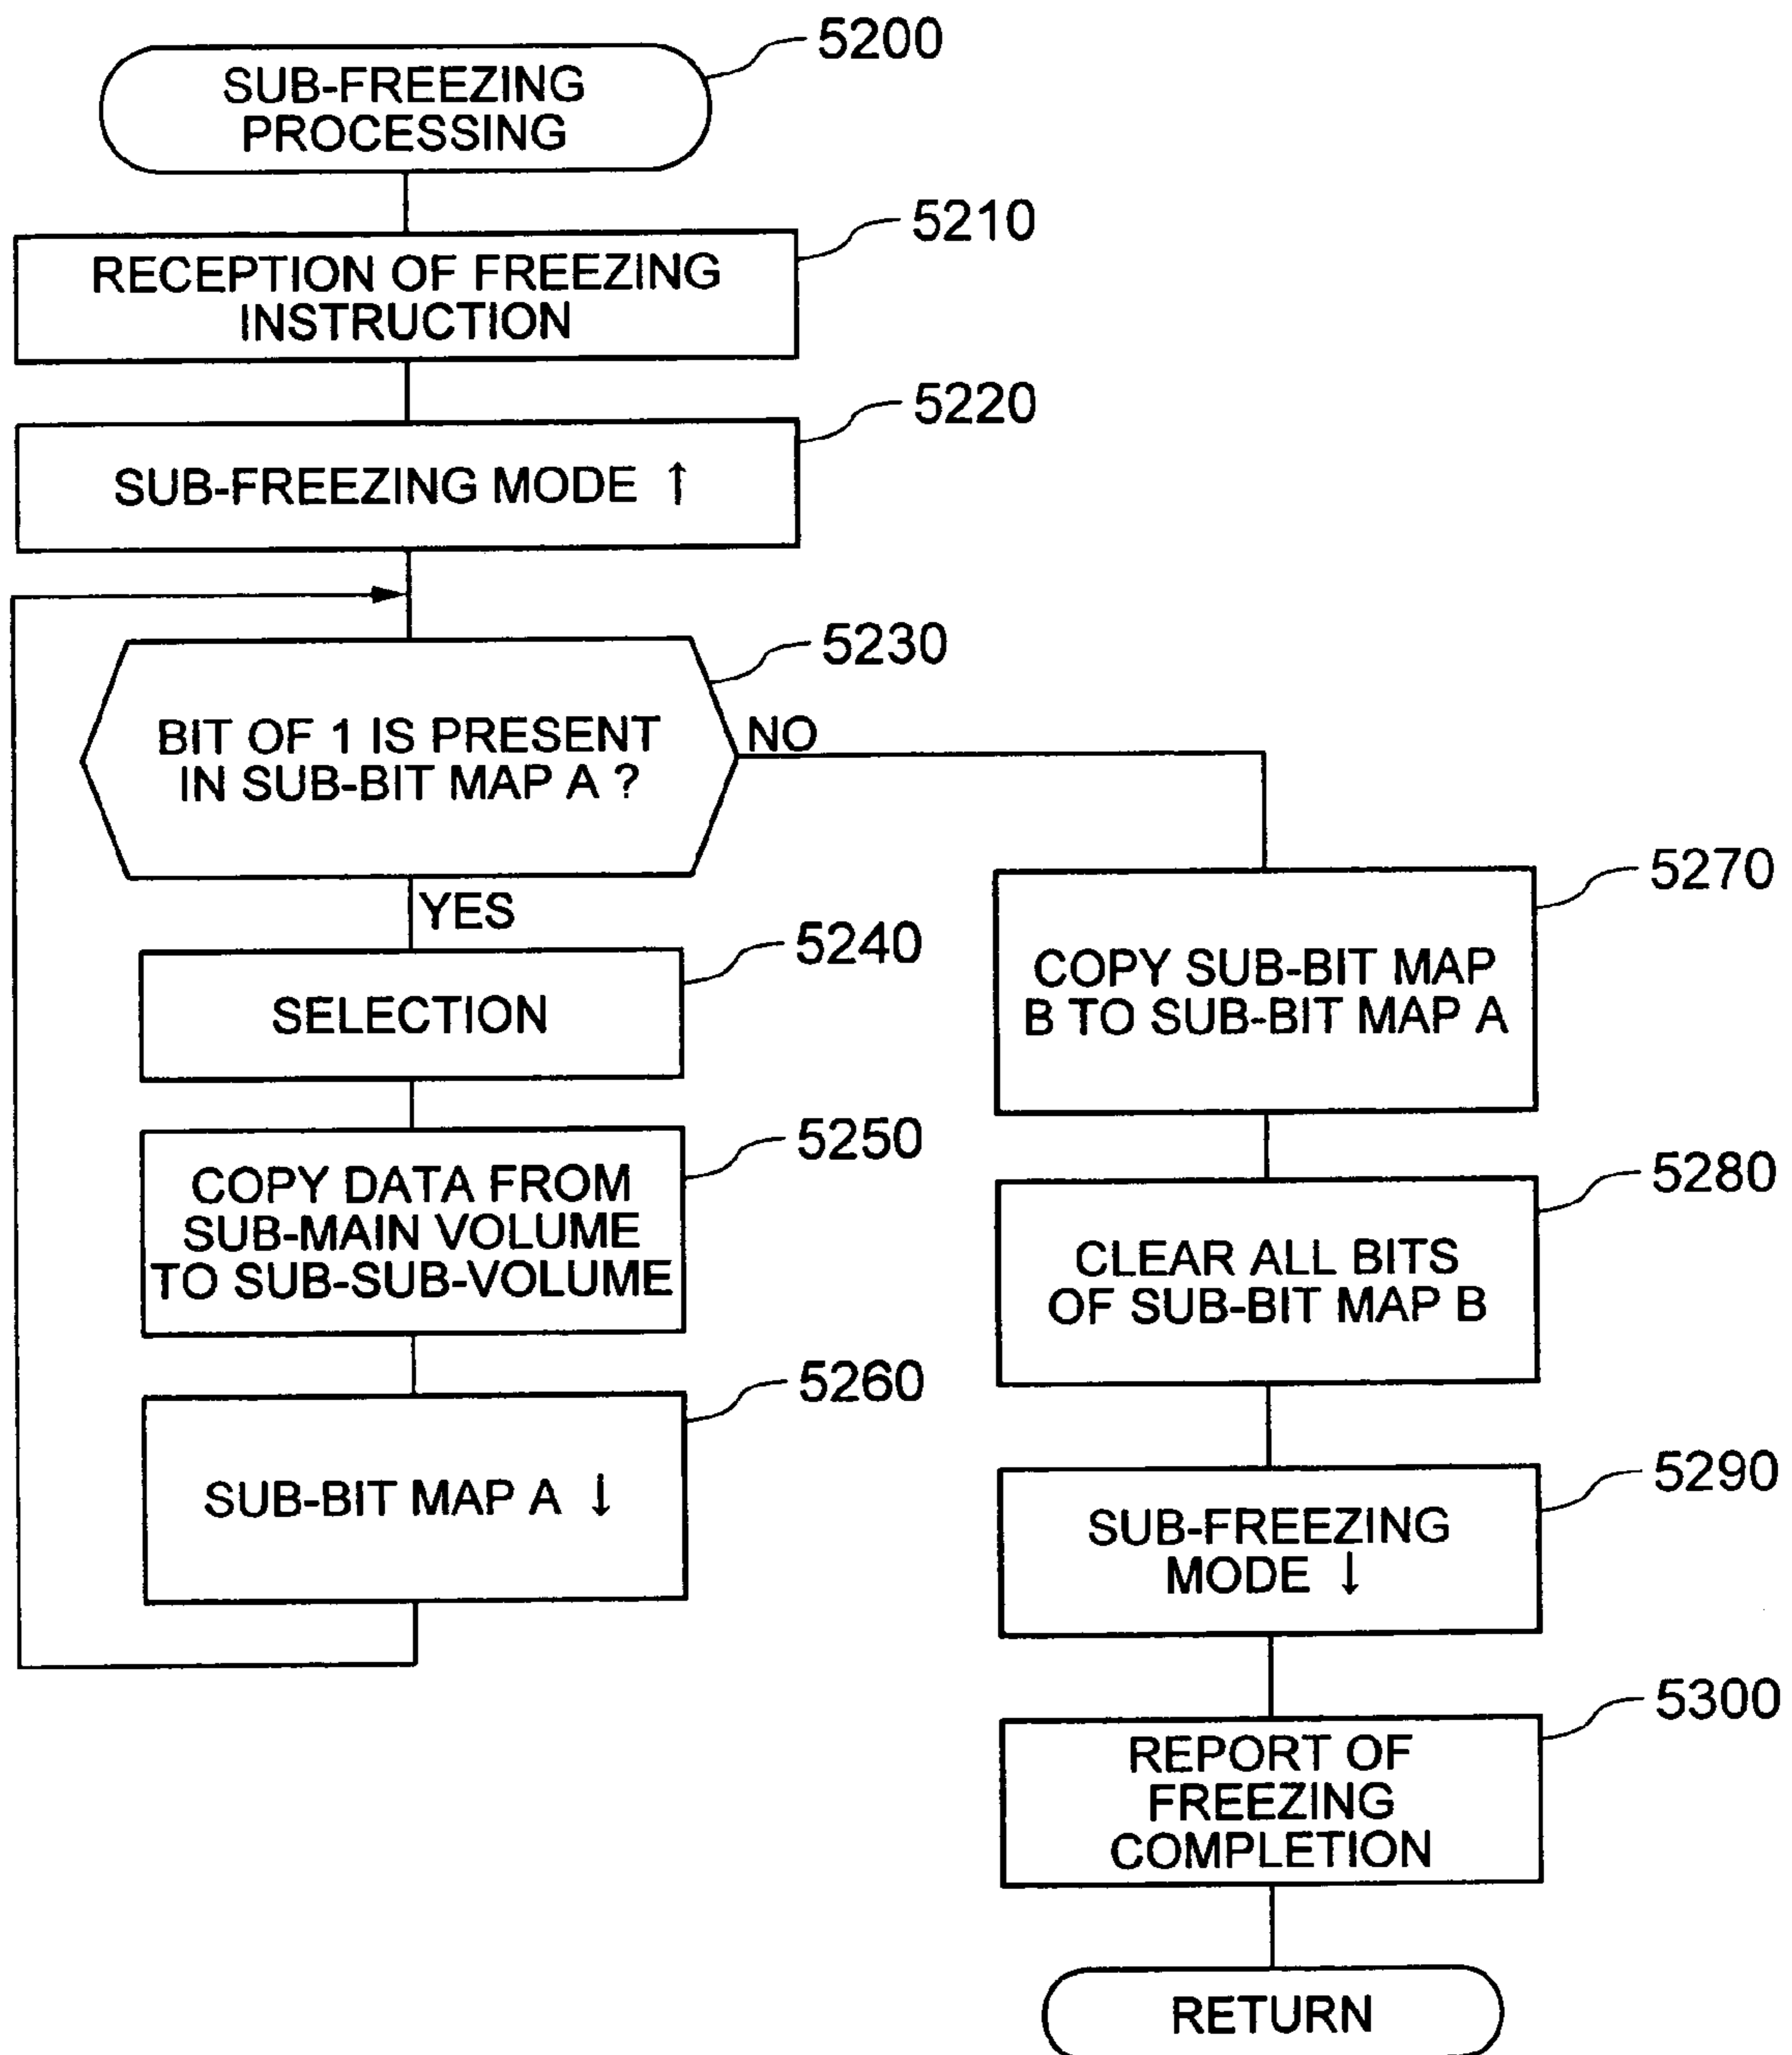 5200
SUB-FREEZING
PROCESSING
5210
RECEPTION OF FREEZING
INSTRUCTION
5220
SUB-FREEZING MODE ↑
5230
BIT OF 1 IS PRESENT
IN SUB-BIT MAP A ?
NO
YES
5240
SELECTION
5250
COPY DATA FROM
SUB-MAIN VOLUME
TO SUB-SUB-VOLUME
5260
SUB-BIT MAP A ↓
5270
COPY SUB-BIT MAP
B TO SUB-BIT MAP A
5280
CLEAR ALL BITS
OF SUB-BIT MAP B
5290
SUB-FREEZING
MODE ↓
5300
REPORT OF
FREEZING
COMPLETION
RETURN